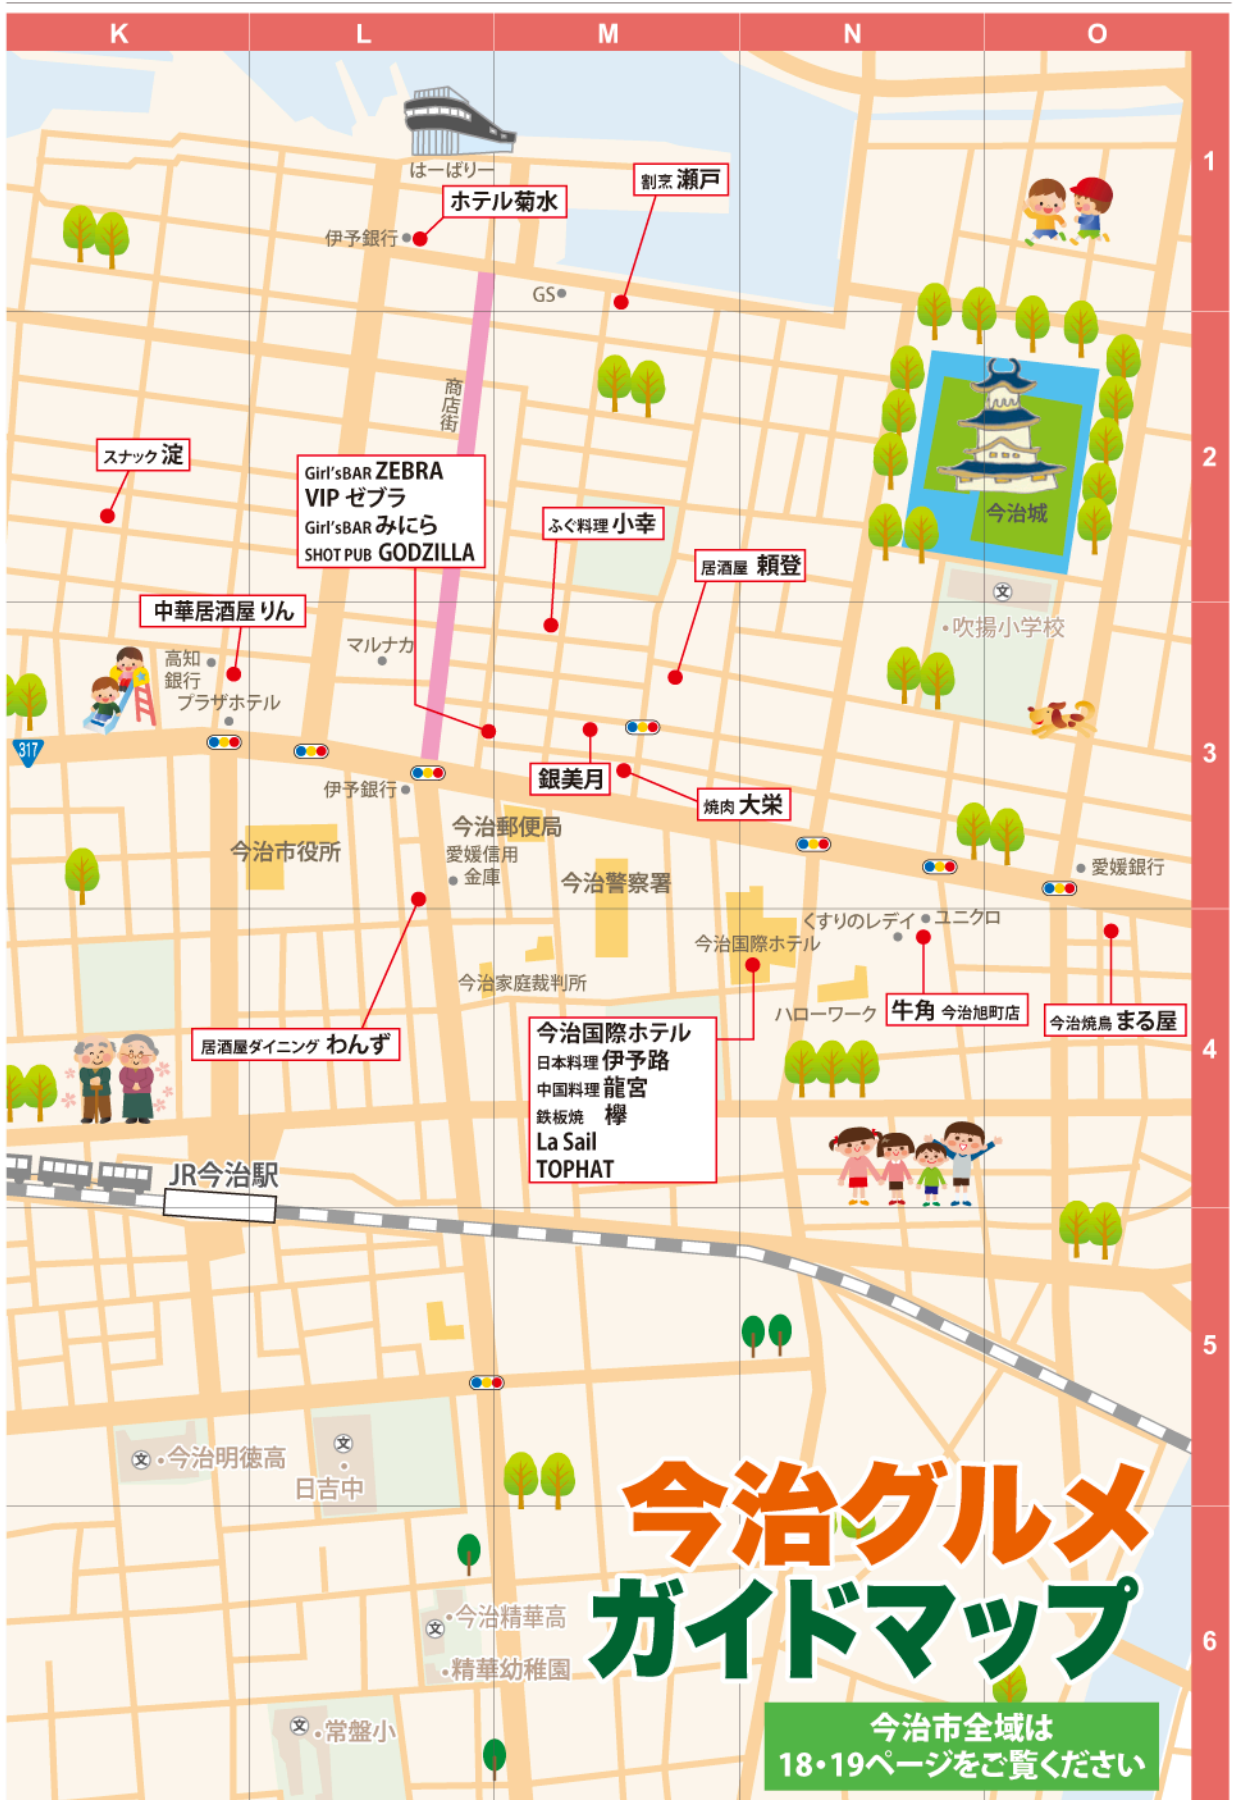 K L M N O
1
はーばりー
割烹 瀬戸
ホテル菊水
伊予銀行
GS
商店街
2
スナック 淀
Girl'sBAR ZEBRA
VIP ゼブラ
Girl'sBAR みにら
SHOT PUB GODZILLA
ふぐ料理 小幸
今治城
居酒屋 頼登
文
中華居酒屋 りん
・吹揚小学校
マルナカ
高知
銀行
プラザホテル
317
3
銀美月
伊予銀行
焼肉 大栄
今治郵便局
今治市役所
愛媛信用
金庫
今治警察署
愛媛銀行
くすりのレデイ
ユニクロ
今治国際ホテル
今治家庭裁判所
ハローワーク
牛角 今治旭町店
今治焼鳥 まる屋
居酒屋ダイニング わんず
今治国際ホテル
日本料理 伊予路
中国料理 龍宮
鉄板焼 欅
La Sail
TOPHAT
4
JR今治駅
5
文
文
・今治明徳高
日吉中
今治グルメ
ガイドマップ
・今治精華高
文
6
・精華幼稚園
文
・常盤小
今治市全域は
18・19ページをご覧ください